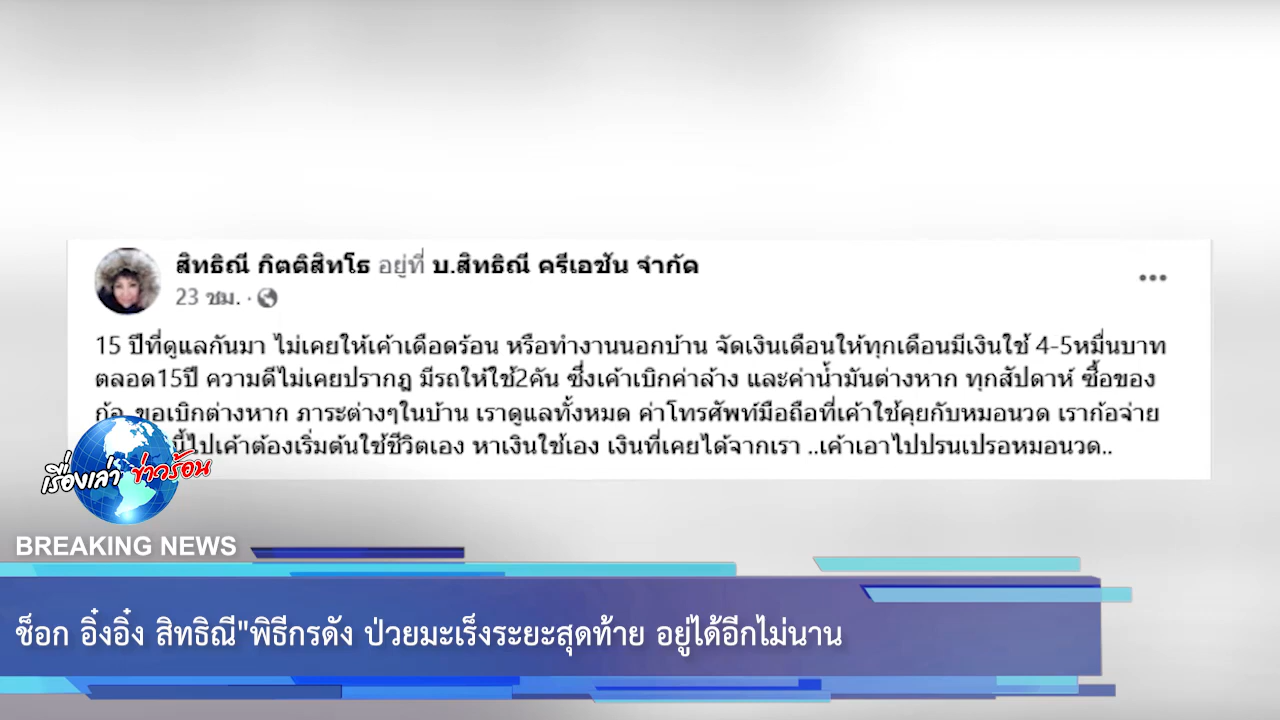 สิทธิณี กิตติสิทโธ อยู่ที่ บ.สิทธิณี ครีเอชั่น จำกัด
23 ชม.
15 ปีที่ดูแลกันมา ไม่เคยให้เค้าเดือดร้อน หรือทำงานนอกบ้าน จัดเงินเดือนให้ทุกเดือนมีเงินใช้ 4-5หมื่นบาท
ตลอด15ปี ความดีไม่เคยปรากฎ มีรถให้ใช้2คัน ซึ่งเค้าเบิกค่าล้าง และค่าน้ำมันต่างหาก ทุกสัปดาห์ ซื้อของ
ก้อ ขอเบิกต่างหาก ภาระต่างๆในบ้าน เราดูแลทั้งหมด ค่าโทรศัพท์มือถือที่เค้าใช้คุยกับหมอนวด เราก้อจ่าย
นี้ไปเค้าต้องเริ่มต้นใช้ชีวิตเอง หาเงินใช้เอง เงินที่เคยได้จากเรา ..เค้าเอาไปปรนเปรอหมอนวด..
เรื่องเล่า ข่าวร้อน
BREAKING NEWS
ช็อก อิ๋งอิ๋ง สิทธิณี"พิธีกรดัง ป่วยมะเร็งระยะสุดท้าย อยู่ได้อีกไม่นาน